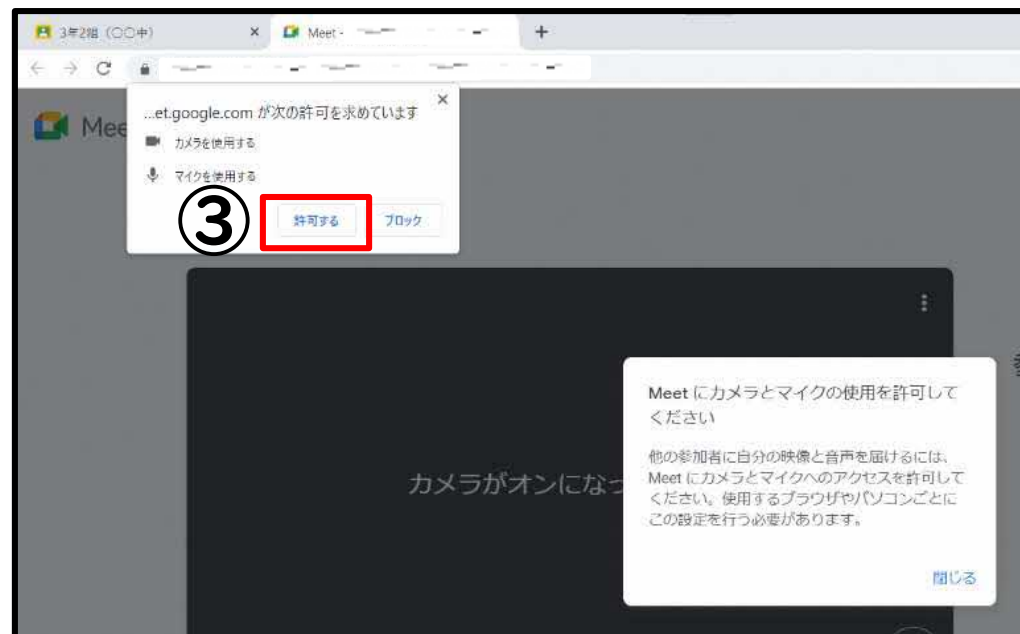 3年2組 (〇〇中)
Meet -
Mee
...et.google.com が次の許可を求めています
カメラを使用する
マイクを使用する
③
許可する
ブロック
カメラがオンになっ
Meet にカメラとマイクの使用を許可して
ください
他の参加者に自分の映像と音声を届けるには、
Meet にカメラとマイクへのアクセスを許可して
ください。使用するブラウザやパソコンごとに
この設定を行う必要があります。
閉じる